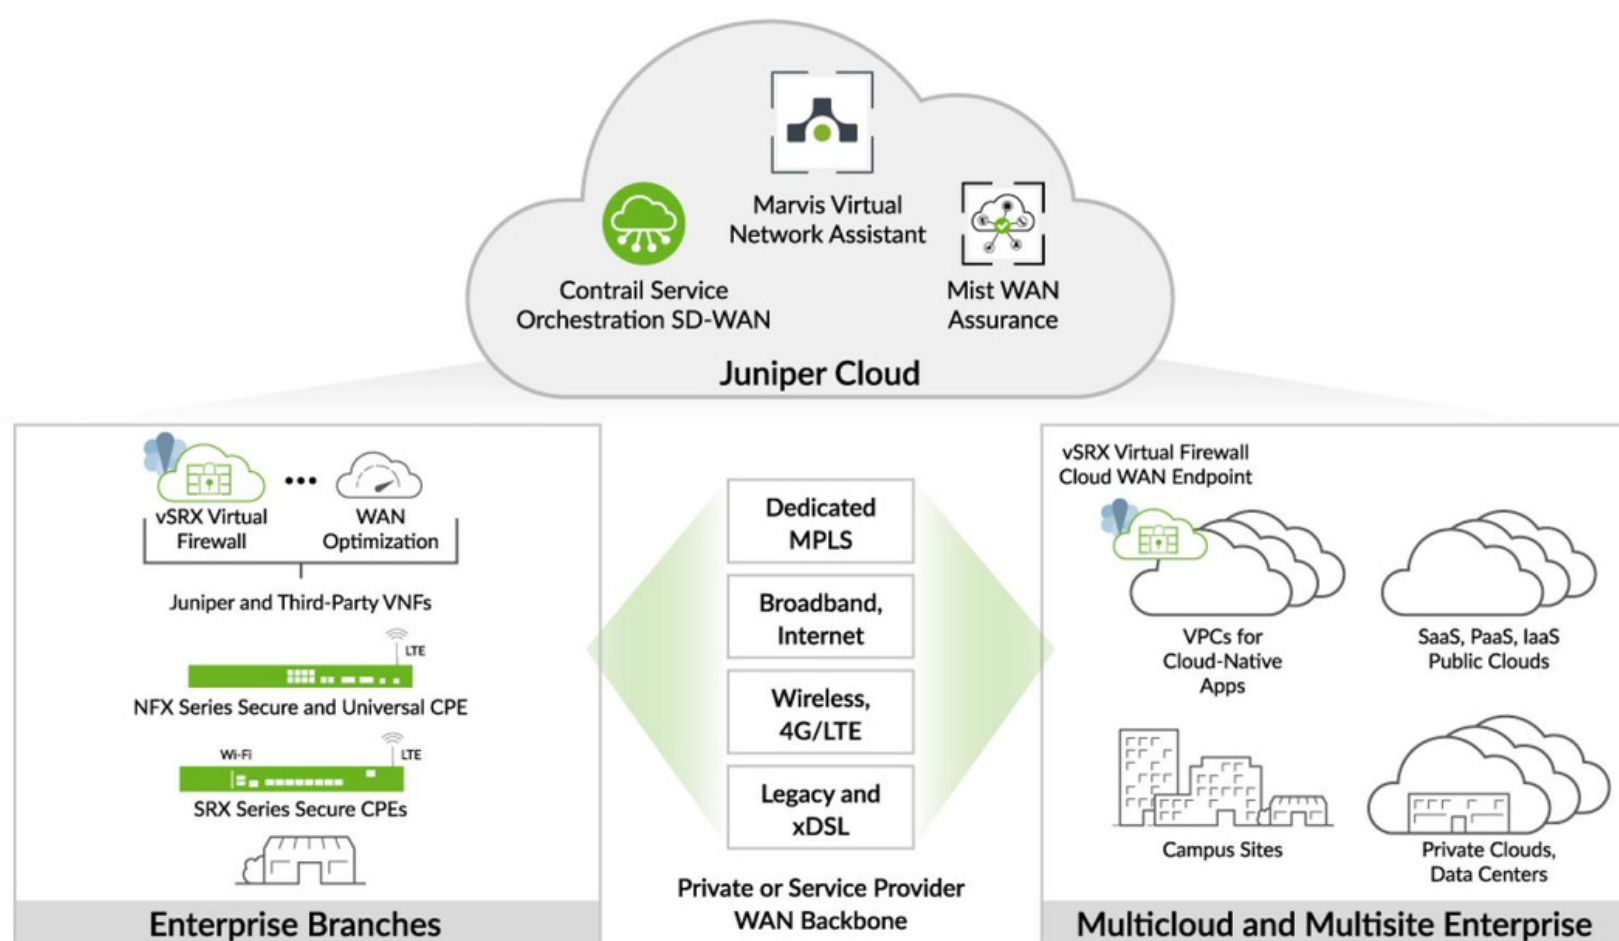 Marvis Virtual
Network Assistant
Contrail Service
Orchestration SD-WAN
Mist WAN
Assurance
Juniper Cloud
vSRX Virtual
Firewall
WAN
Optimization
Juniper and Third-Party VNFs
LTE
NFX Series Secure and Universal CPE
Wi-Fi
LTE
SRX Series Secure CPEs
Enterprise Branches
Dedicated
MPLS
Broadband,
Internet
Wireless,
4G/LTE
Legacy and
xDSL
Private or Service Provider
WAN Backbone
vSRX Virtual Firewall
Cloud WAN Endpoint
VPCs for
Cloud-Native
Apps
SaaS, PaaS, IaaS
Public Clouds
Campus Sites
Private Clouds,
Data Centers
Multicloud and Multisite Enterprise